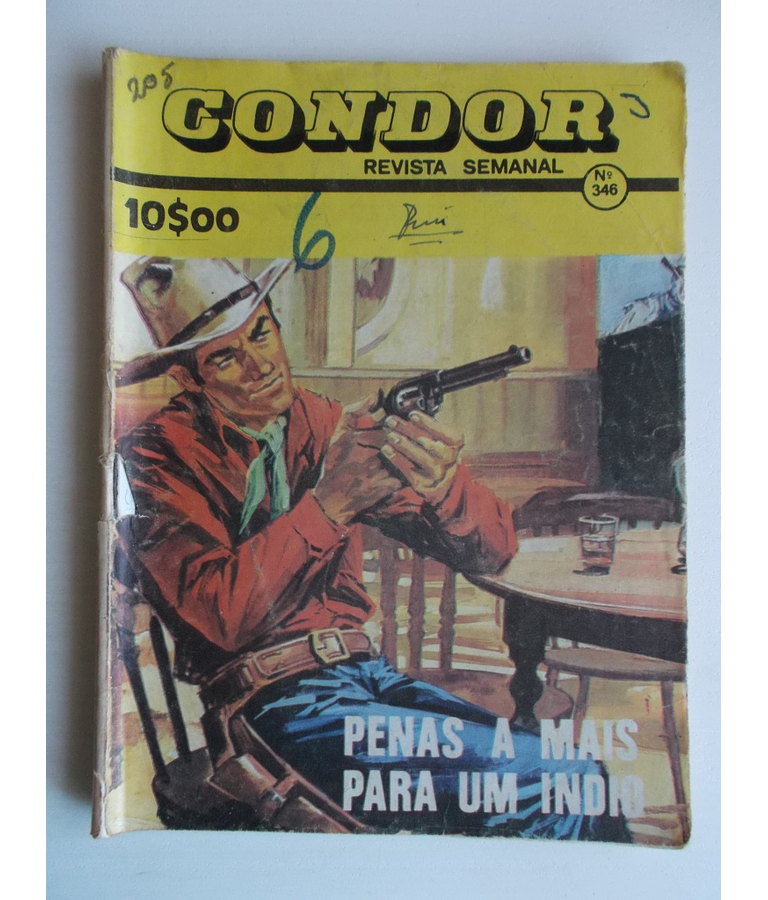 205
CONDOR
REVISTA SEMANAL
Nº
346
10$00
6
PENAS A MAIS
PARA UM INDIO